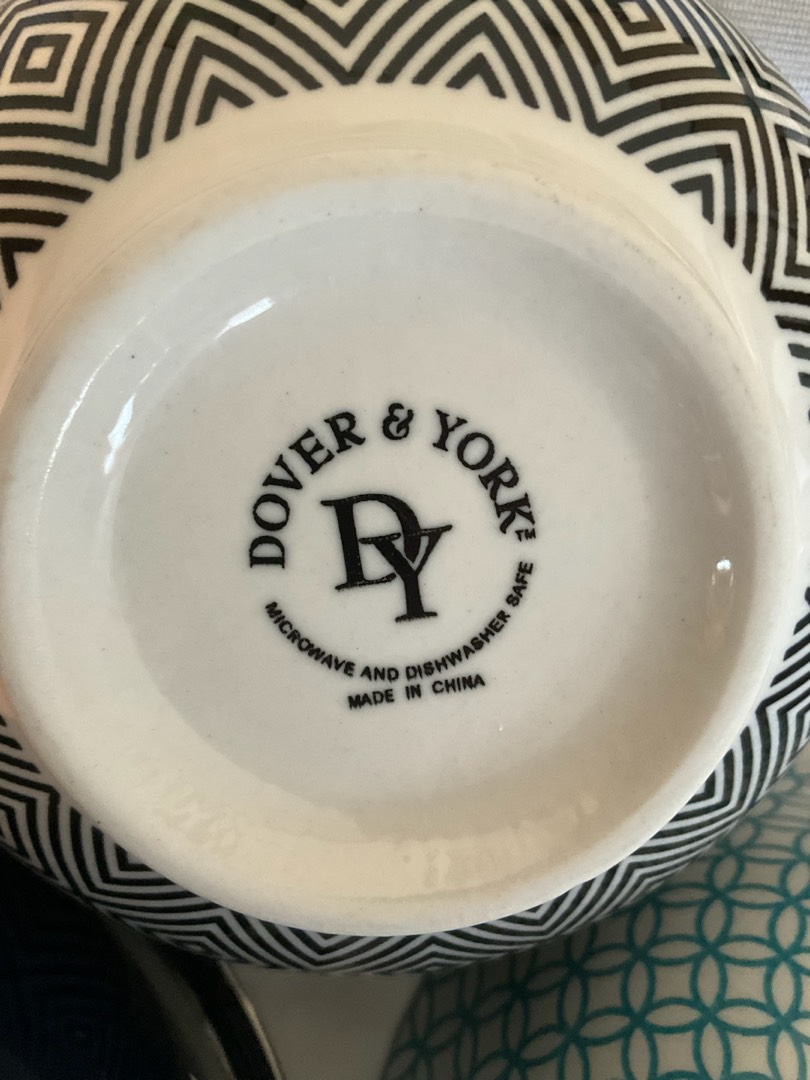 DOVER & YORK™
DY
MICROWAVE AND DISHWASHER SAFE
MADE IN CHINA